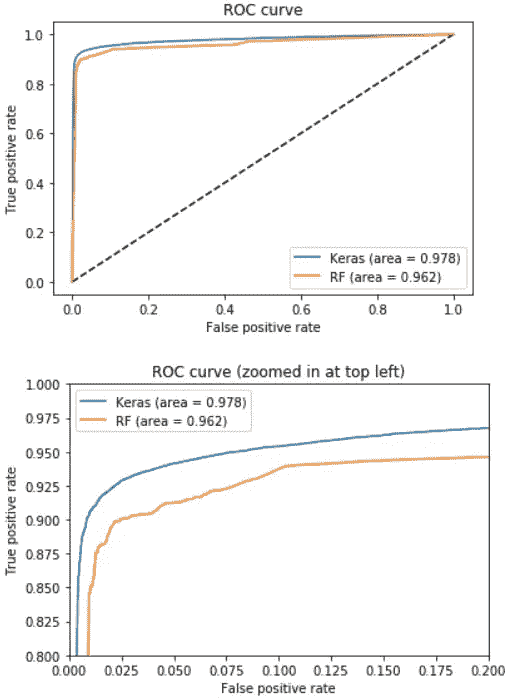 ROC curve
True positive rate
1.0
0.8
0.6
0.4
0.2
0.0
Keras (area = 0.978)
RF (area = 0.962)
0.0 0.2 0.4 0.6 0.8 1.0
False positive rate
ROC curve (zoomed in at top left)
True positive rate
1.000
0.975
0.950
0.925
0.900
0.875
0.850
0.825
0.800
Keras (area = 0.978)
RF (area = 0.962)
0.000 0.025 0.050 0.075 0.100 0.125 0.150 0.175 0.200
False positive rate